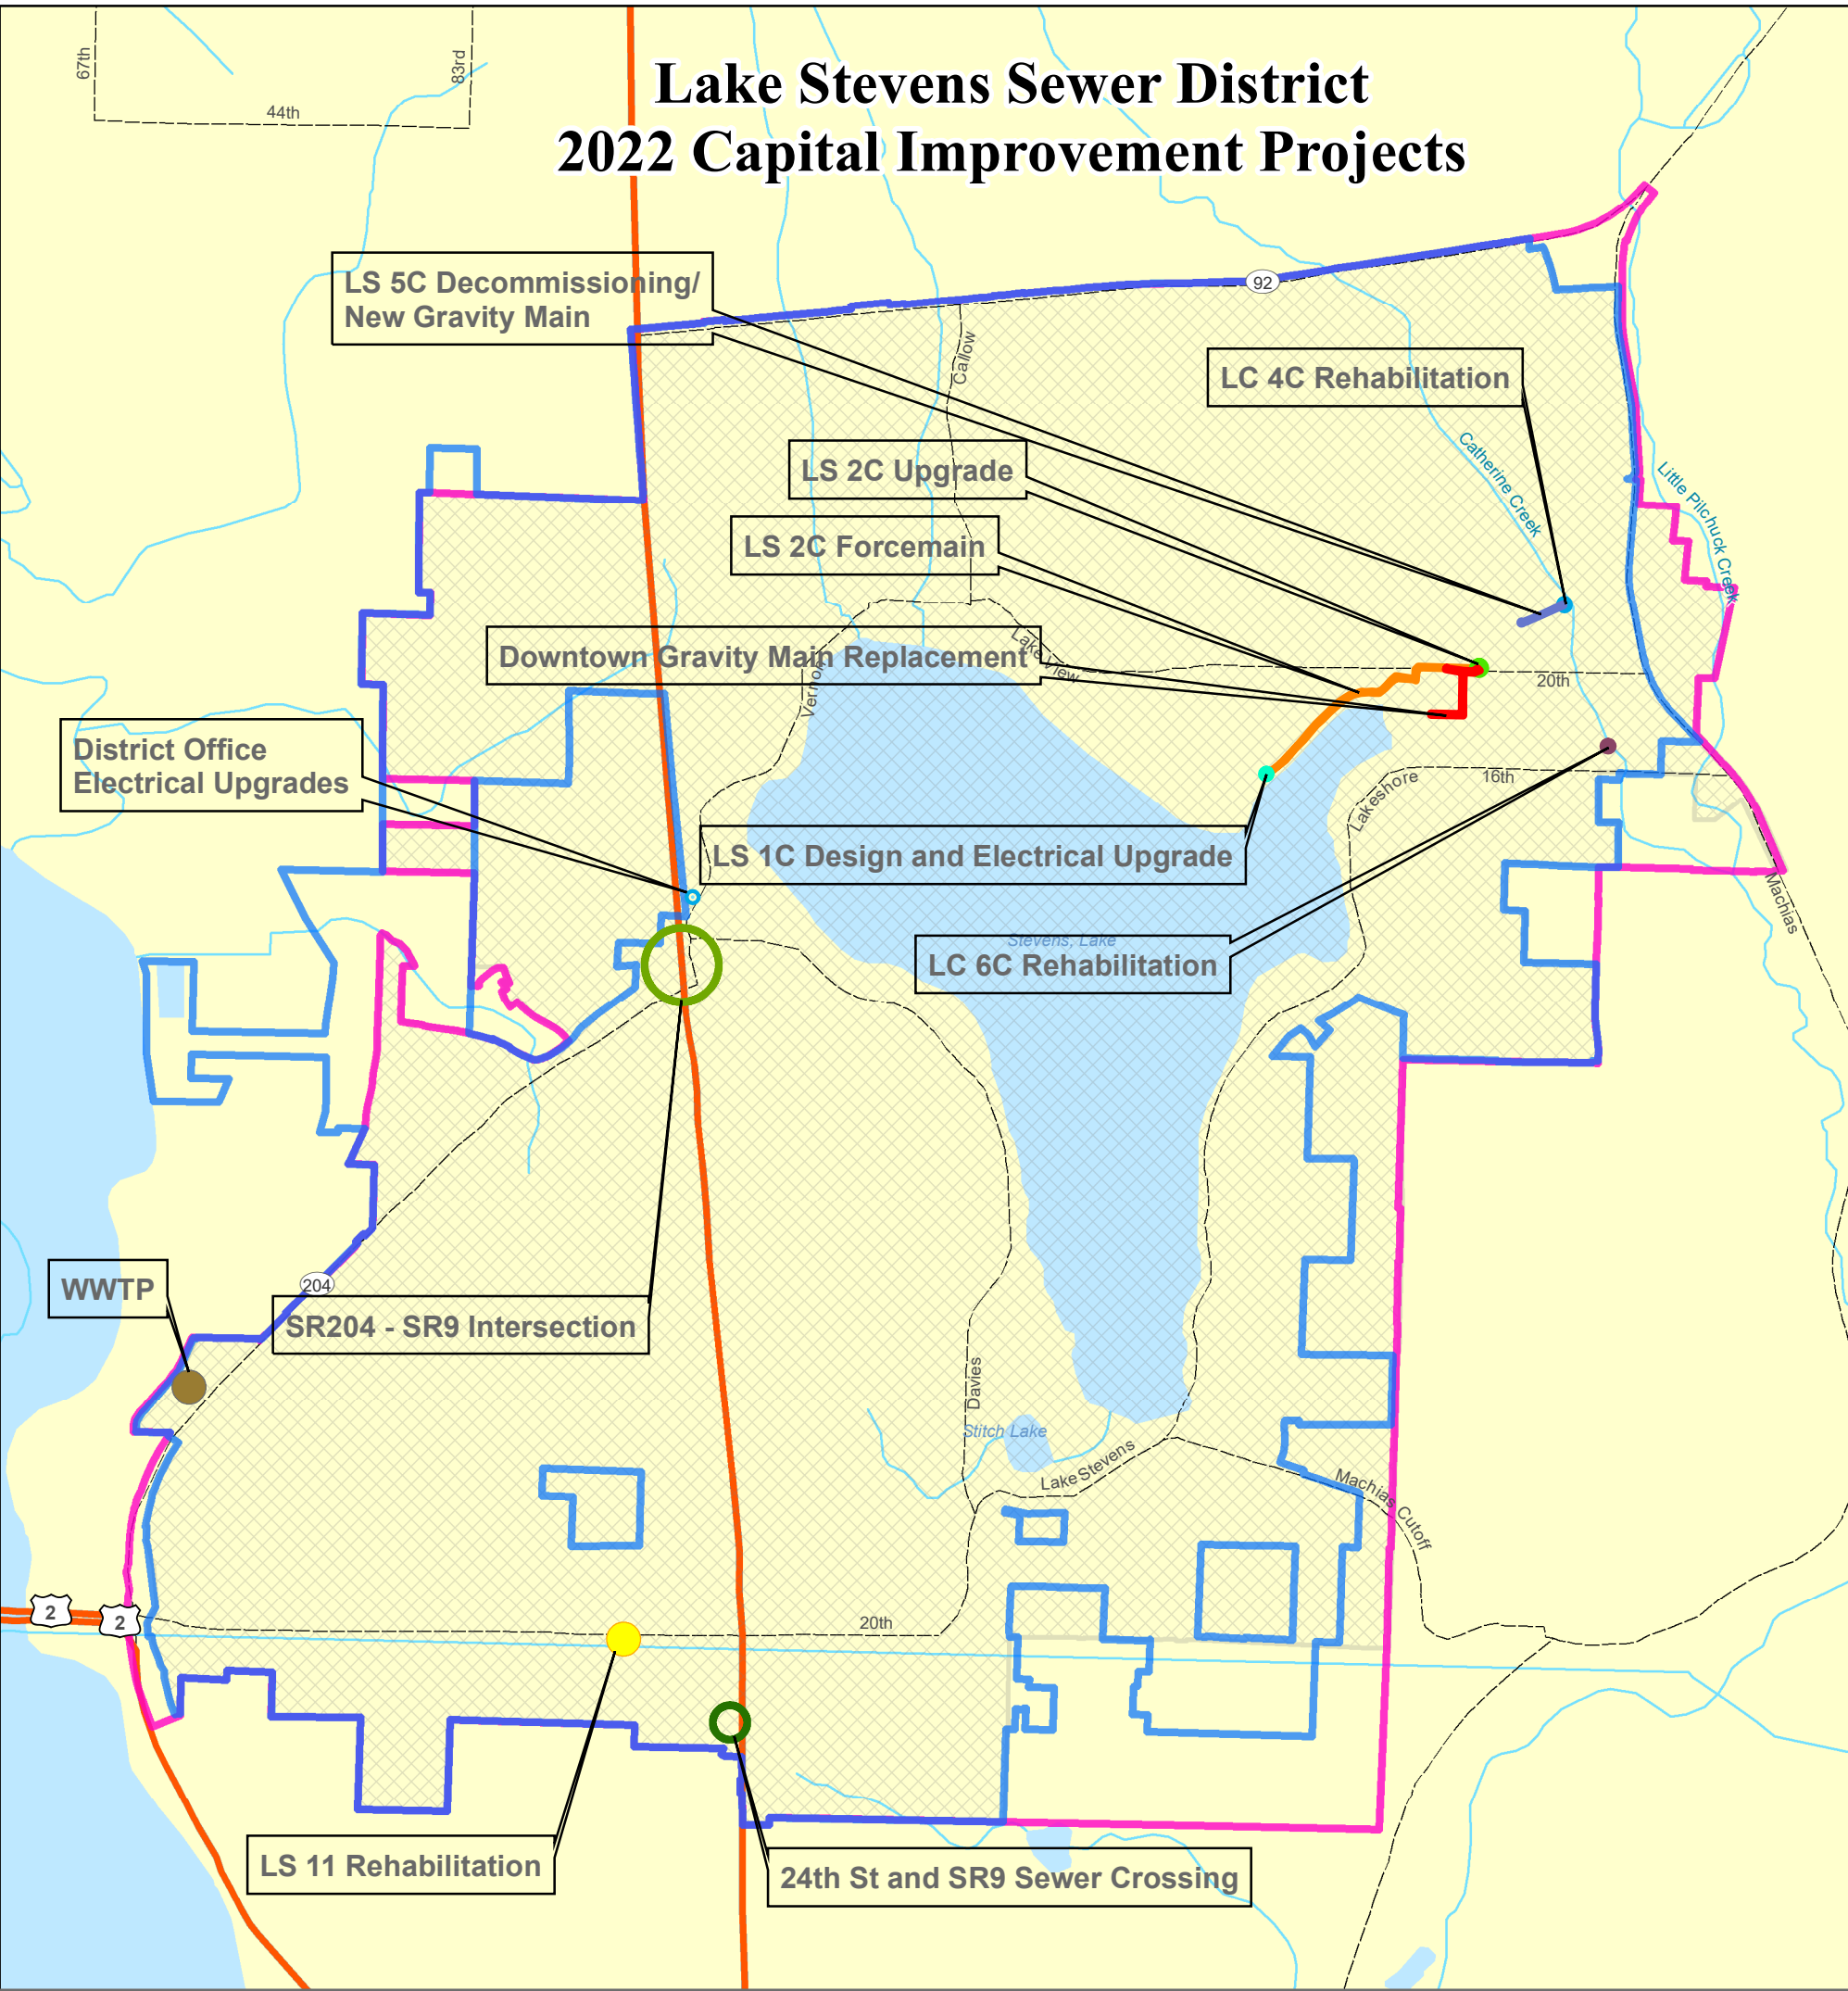 Lake Stevens Sewer District
2022 Capital Improvement Projects
67th
83rd
44th
LS 5C Decommissioning/
New Gravity Main
92
Callow
LC 4C Rehabilitation
LS 2C Upgrade
Catherine Creek
Little Pilchuck Creek
LS 2C Forcemain
Downtown Gravity Main Replacement
Lake View
Vernon
20th
District Office
Electrical Upgrades
16th
Lakeshore
LS 1C Design and Electrical Upgrade
Machias
Stevens, Lake
LC 6C Rehabilitation
WWTP
204
SR204 - SR9 Intersection
Davies
Stitch Lake
Lake Stevens
Machias Cutoff
2
2
20th
LS 11 Rehabilitation
24th St and SR9 Sewer Crossing